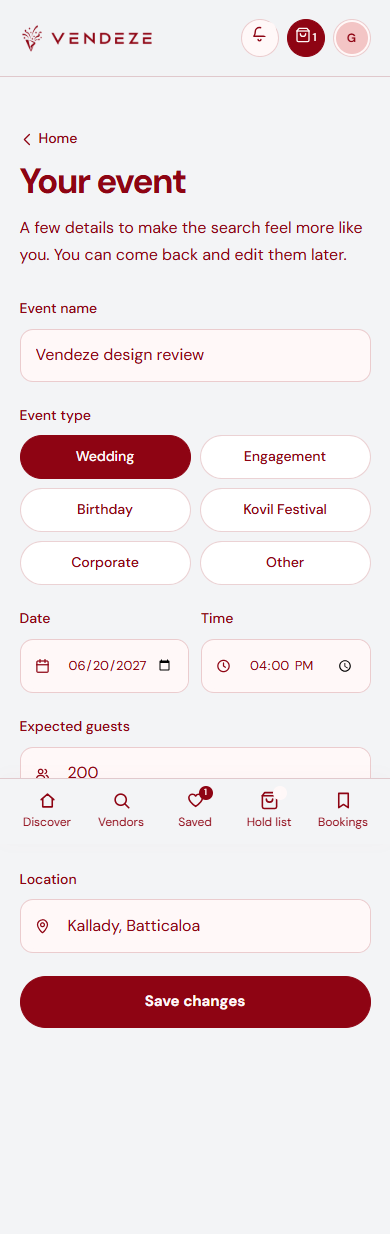 VENDEZE
1
G
Home
Your event
A few details to make the search feel more like
you. You can come back and edit them later.
Event name
Vendeze design review
Event type
Wedding
Engagement
Birthday
Kovil Festival
Corporate
Other
Date
Time
06/20/2027
04:00 PM
Expected guests
200
1
Discover
Vendors
Saved
Hold list
Bookings
Location
Kallady, Batticaloa
Save changes